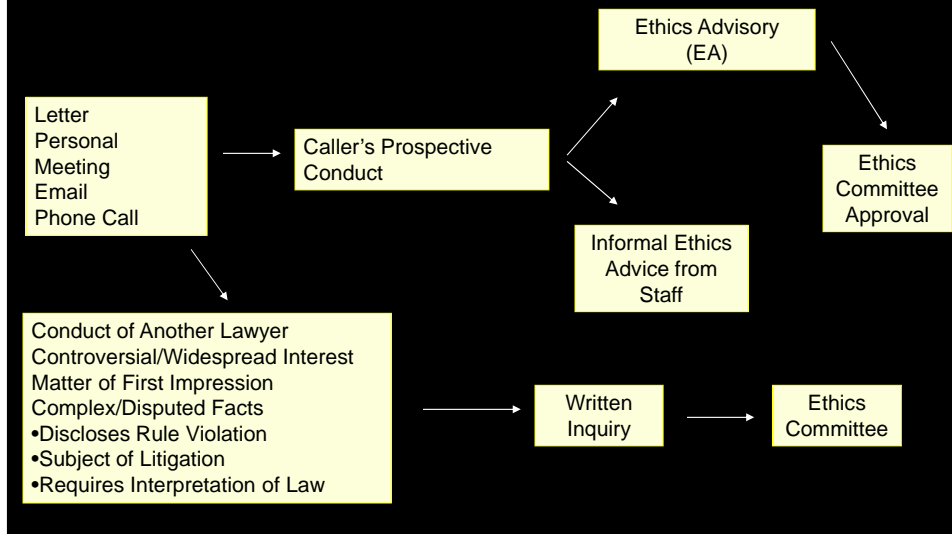 Ethics Advisory
(EA)
Letter
Personal
Meeting
Email
Phone Call
Caller's Prospective
Conduct
Ethics
Committee
Approval
Informal Ethics
Advice from
Staff
Conduct of Another Lawyer
Controversial/Widespread Interest
Matter of First Impression
Complex/Disputed Facts
•Discloses Rule Violation
•Subject of Litigation
•Requires Interpretation of Law
Written
Inquiry
Ethics
Committee